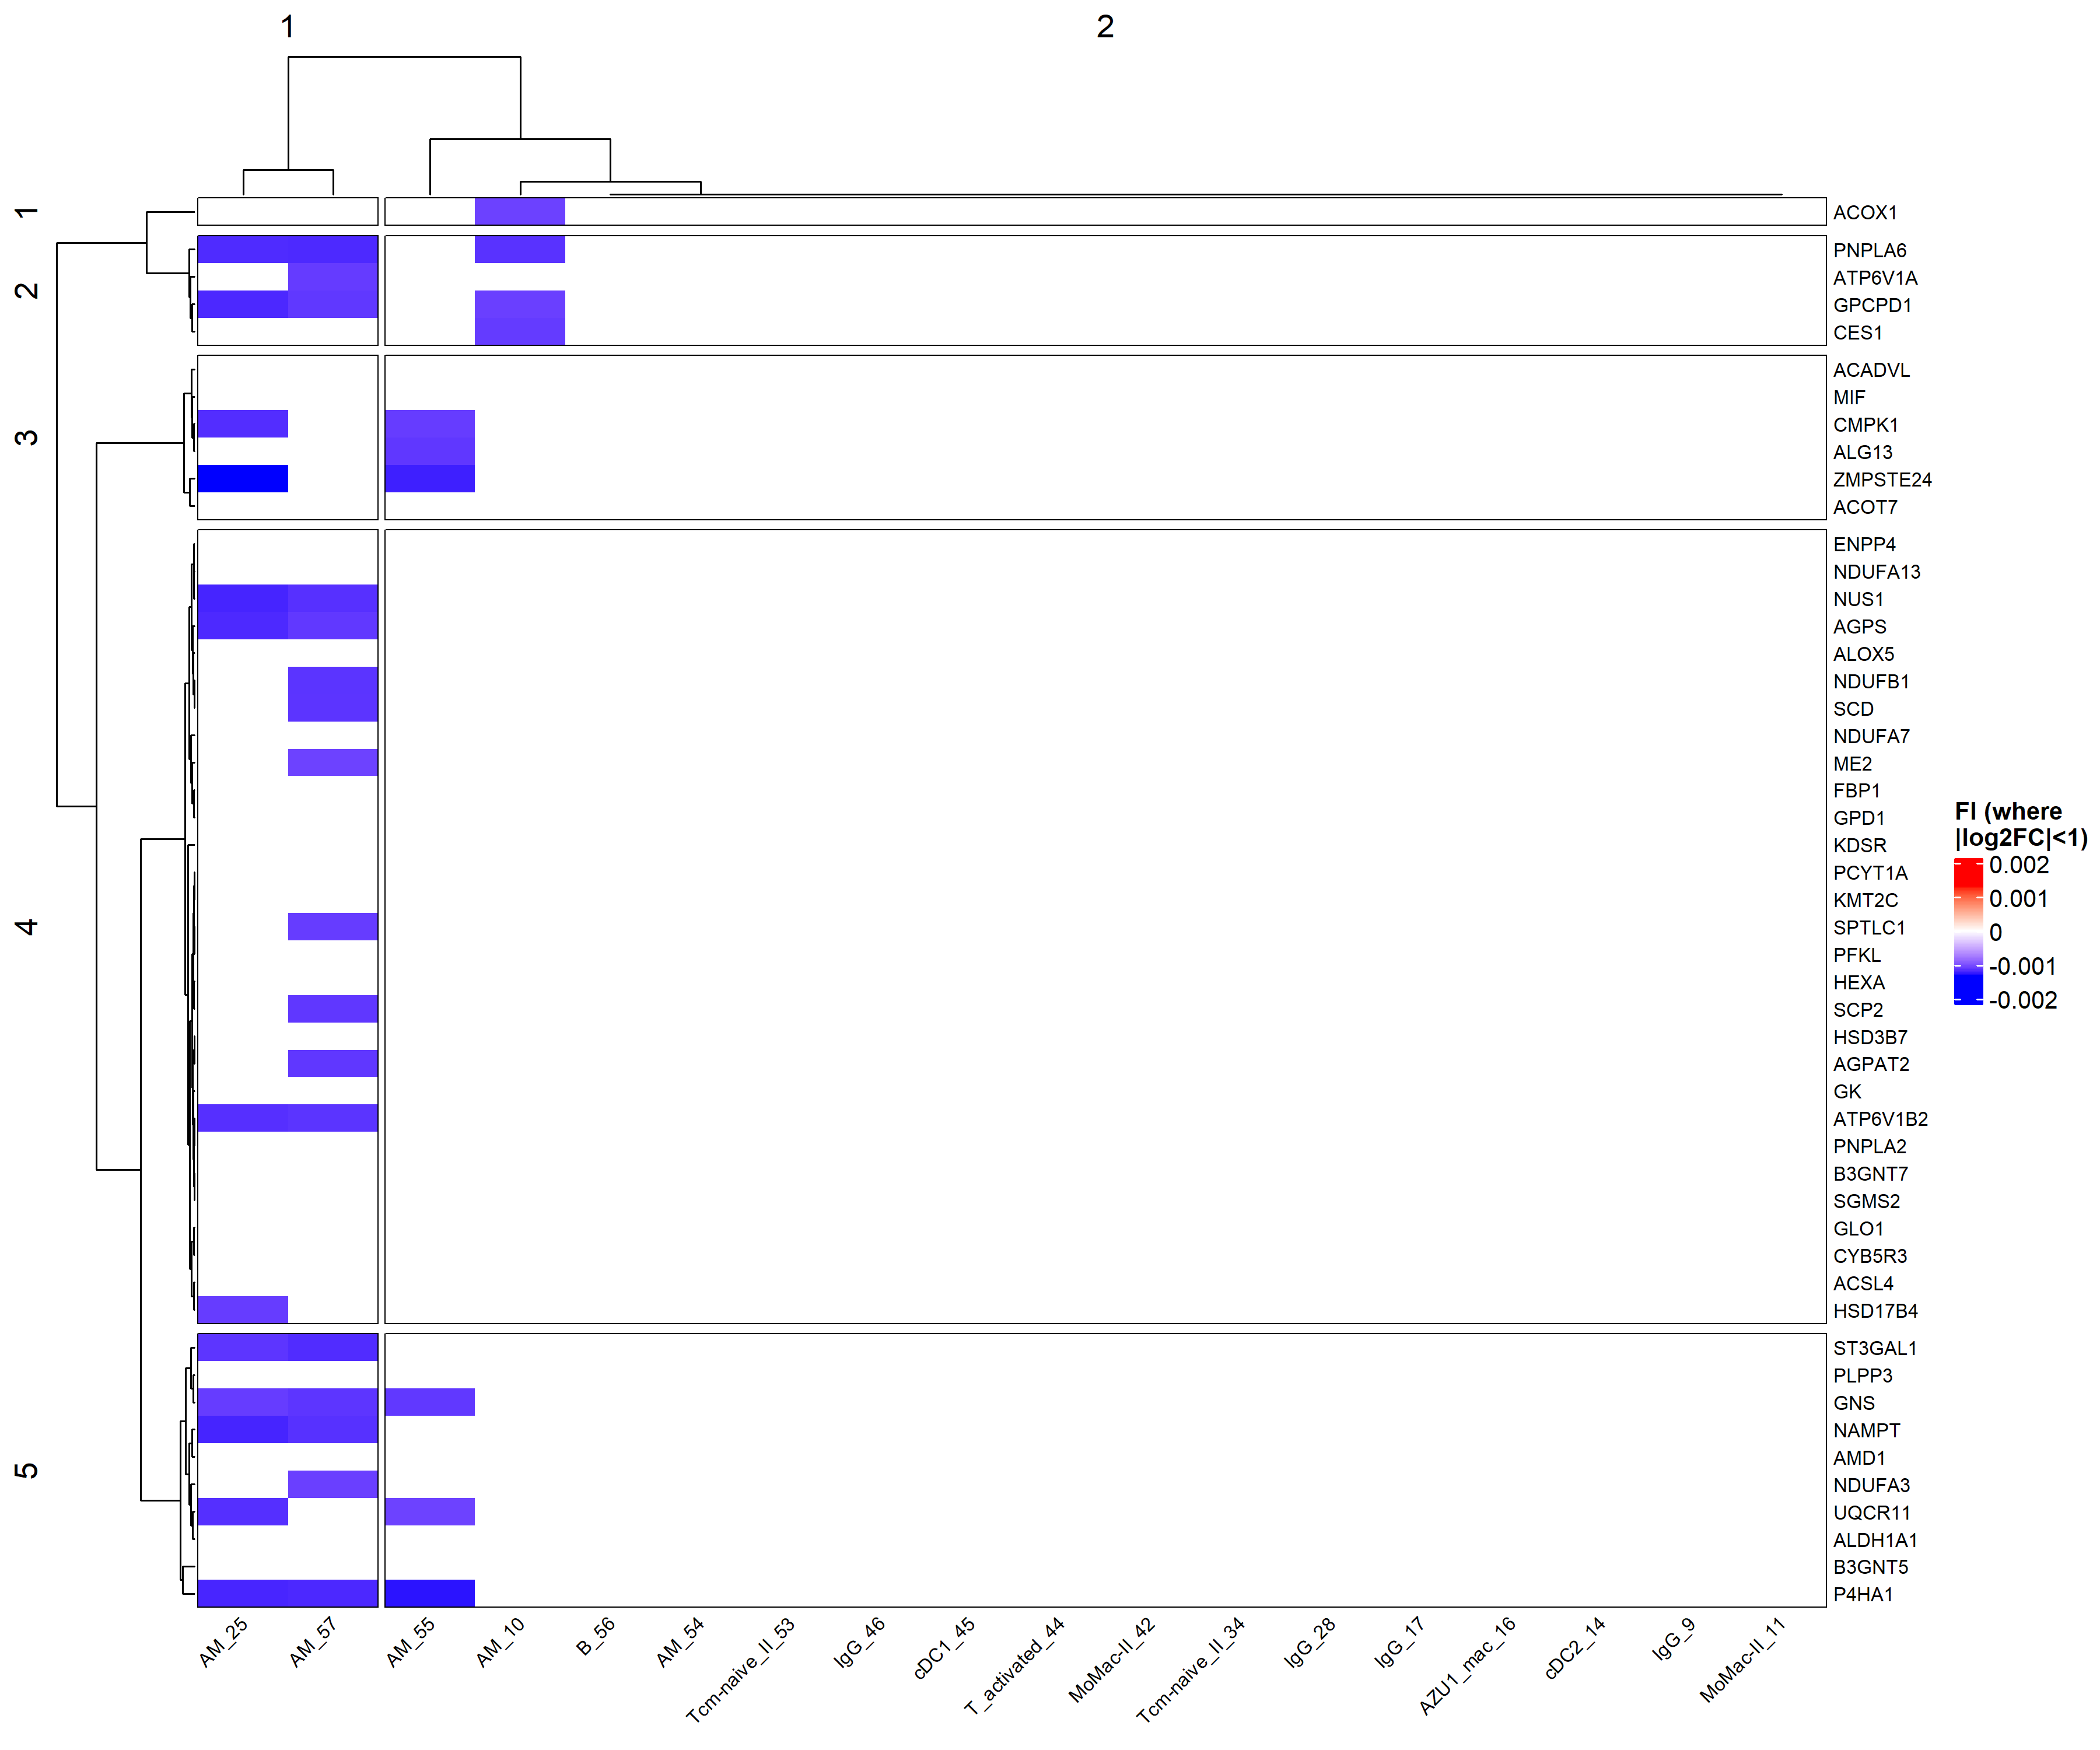 1
2
1
2
3
4
5
ACOX1
PNPLA6
ATP6V1A
GPCPD1
CES1
ACADVL
MIF
CMPK1
ALG13
ZMPSTE24
ACOT7
ENPP4
NDUFA13
NUS1
AGPS
ALOX5
NDUFB1
SCD
NDUFA7
ME2
FBP1
GPD1
KDSR
PCYT1A
KMT2C
SPTLC1
PFKL
HEXA
SCP2
HSD3B7
AGPAT2
GK
ATP6V1B2
PNPLA2
B3GNT7
SGMS2
GLO1
CYB5R3
ACSL4
HSD17B4
ST3GAL1
PLPP3
GNS
NAMPT
AMD1
NDUFA3
UQCR11
ALDH1A1
B3GNT5
P4HA1
AM_25
AM_57
AM_55
AM_10
B_56
AM_54
Tcm-naive_II_53
IgG_46
cDC1_45
T_activated_44
MoMac-II_42
Tcm-naive_II_34
IgG_28
IgG_17
AZU1_mac_16
cDC2_14
IgG_9
MoMac-II_11
FI (where
|log2FC|<1)
0.002
0.001
0
-0.001
-0.002